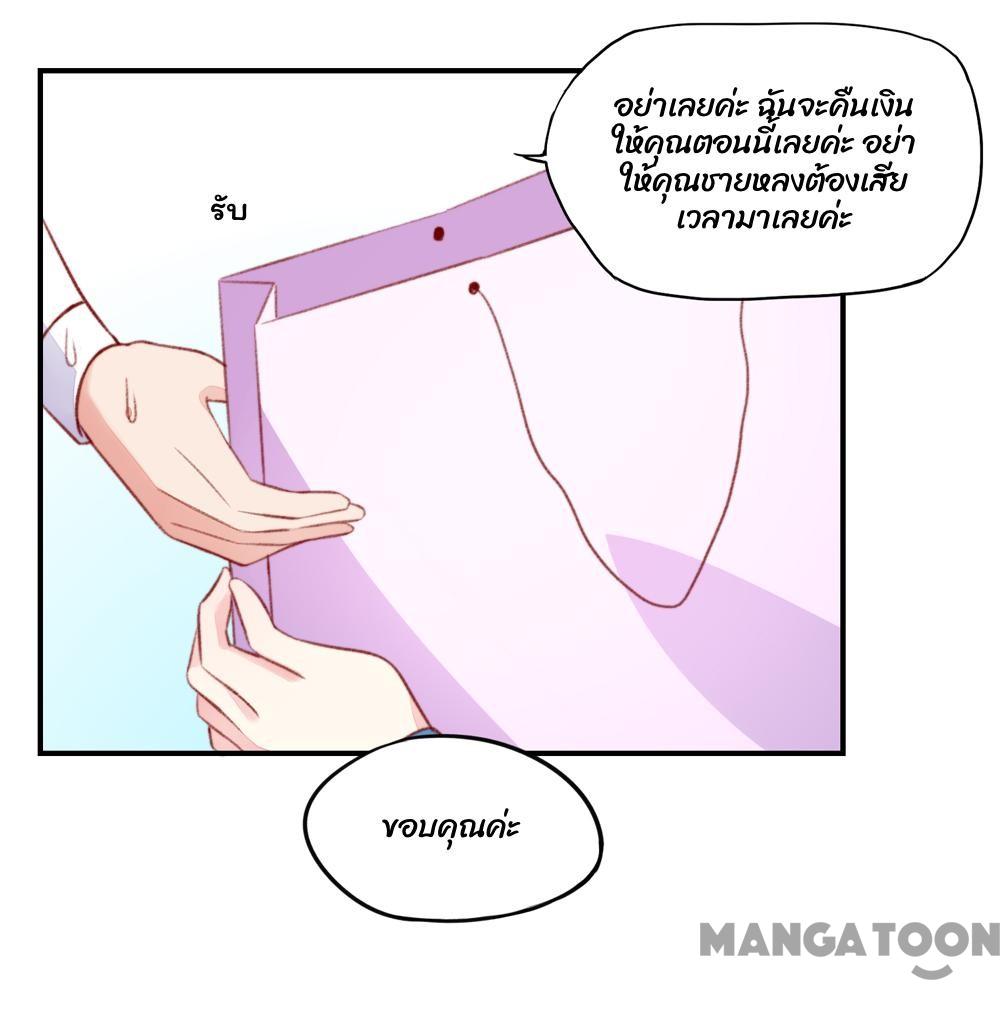 อย่าเลยค่ะ ฉันจะคืนเงิน
ให้คุณตอนนี้เลยค่ะ อย่า
ให้คุณชายหลงต้องเสีย
เวลามาเลยค่ะ
รับ
ขอบคุณค่ะ
MANGATOON